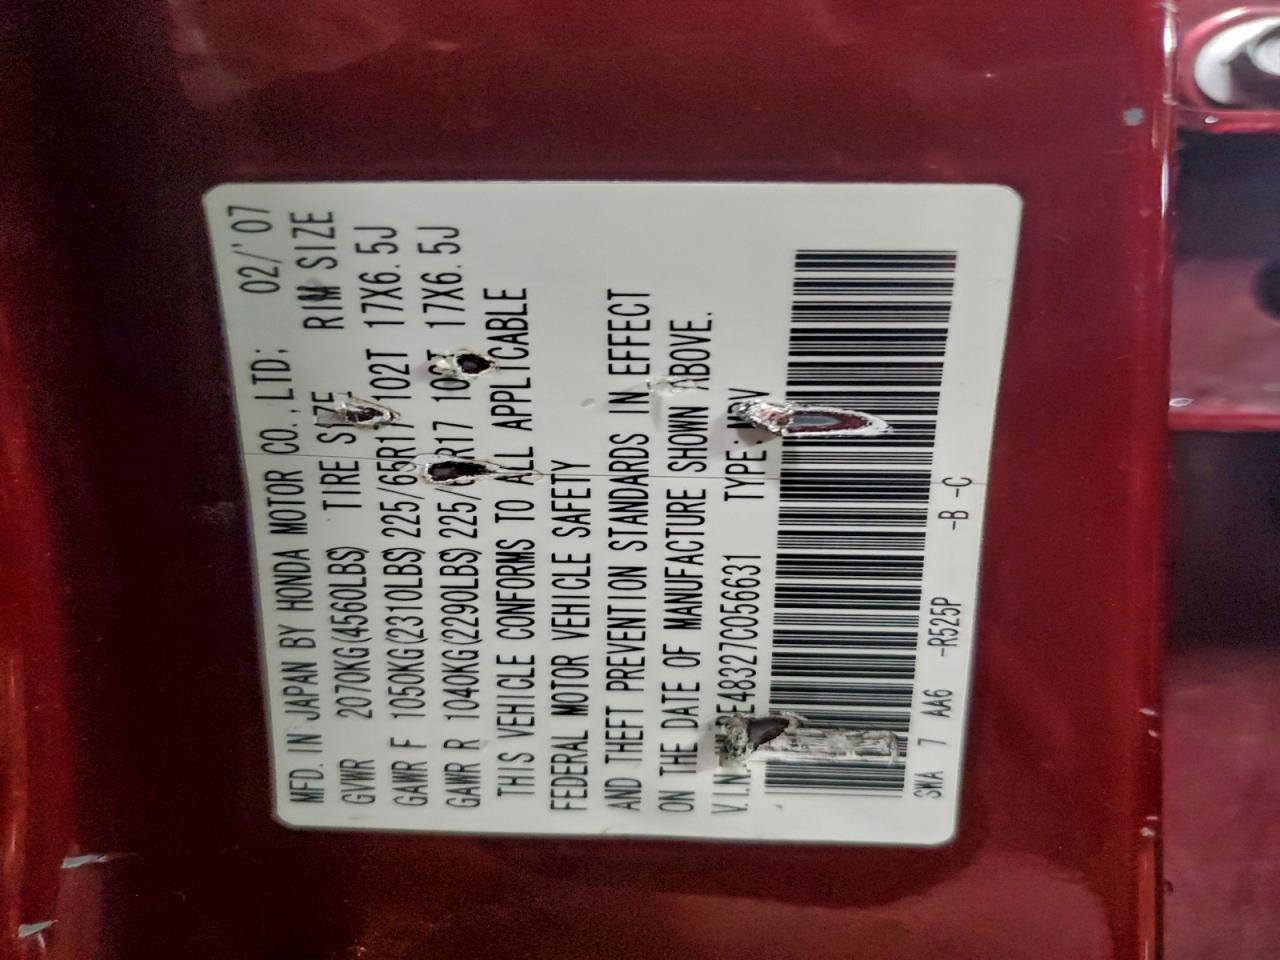 MFD. IN JAPAN BY HONDA MOTOR CO., LTD; 02/'07
GVWR 2070KG(4560LBS) TIRE SIZE RIM SIZE
GAWR F 1050KG(2310LBS) 225/65R17 102T 17X6.5J
GAWR R 1040KG(2290LBS) 17X6.5J
THIS VEHICLE CONFORMS TO ALL APPLICABLE
FEDERAL MOTOR VEHICLE SAFETY
AND THEFT PREVENTION STANDARDS IN EFFECT
ON THE DATE OF MANUFACTURE SHOWN ABOVE.
V.I.N. TYPE:
SWA 7 AA6 -R525P -B -C